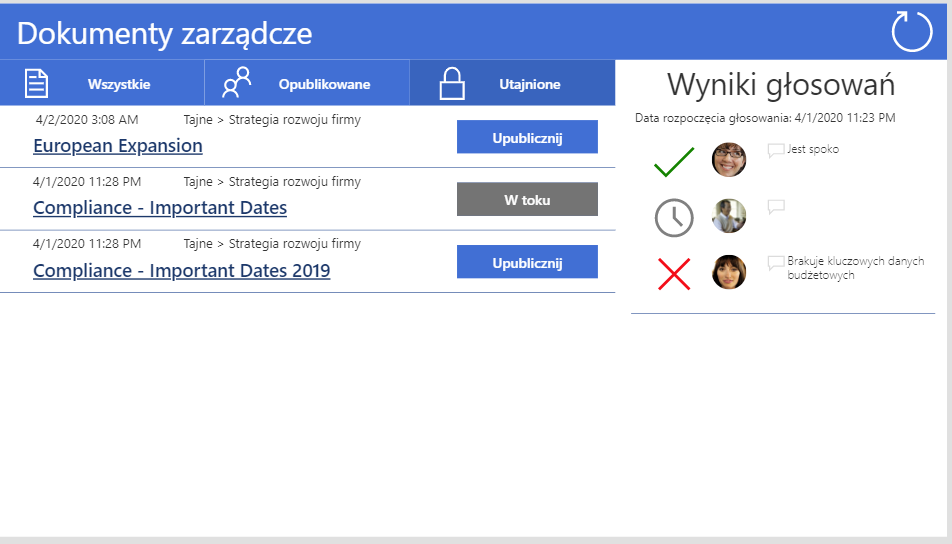 Dokumenty zarządcze
Wszystkie
Opublikowane
Utajnione
4/2/2020 3:08 AM
Tajne > Strategia rozwoju firmy
European Expansion
Upublicznij
4/1/2020 11:28 PM
Tajne > Strategia rozwoju firmy
Compliance - Important Dates
W toku
4/1/2020 11:28 PM
Tajne > Strategia rozwoju firmy
Compliance - Important Dates 2019
Upublicznij
Wyniki głosowań
Data rozpoczęcia głosowania: 4/1/2020 11:23 PM
Jest spoko
Brakuje kluczowych danych
budżetowych